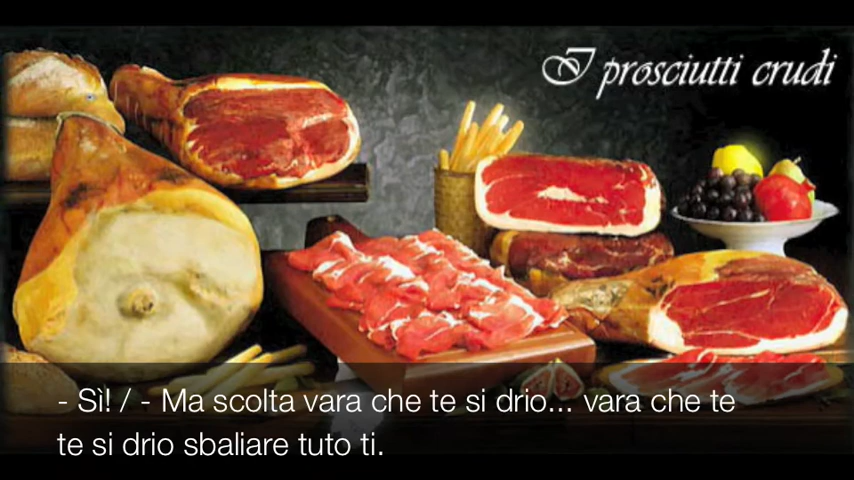 I prosciutti crudi
- Sì! / - Ma scolta vara che te si drio... vara che te
te si drio sbaliare tuto ti.